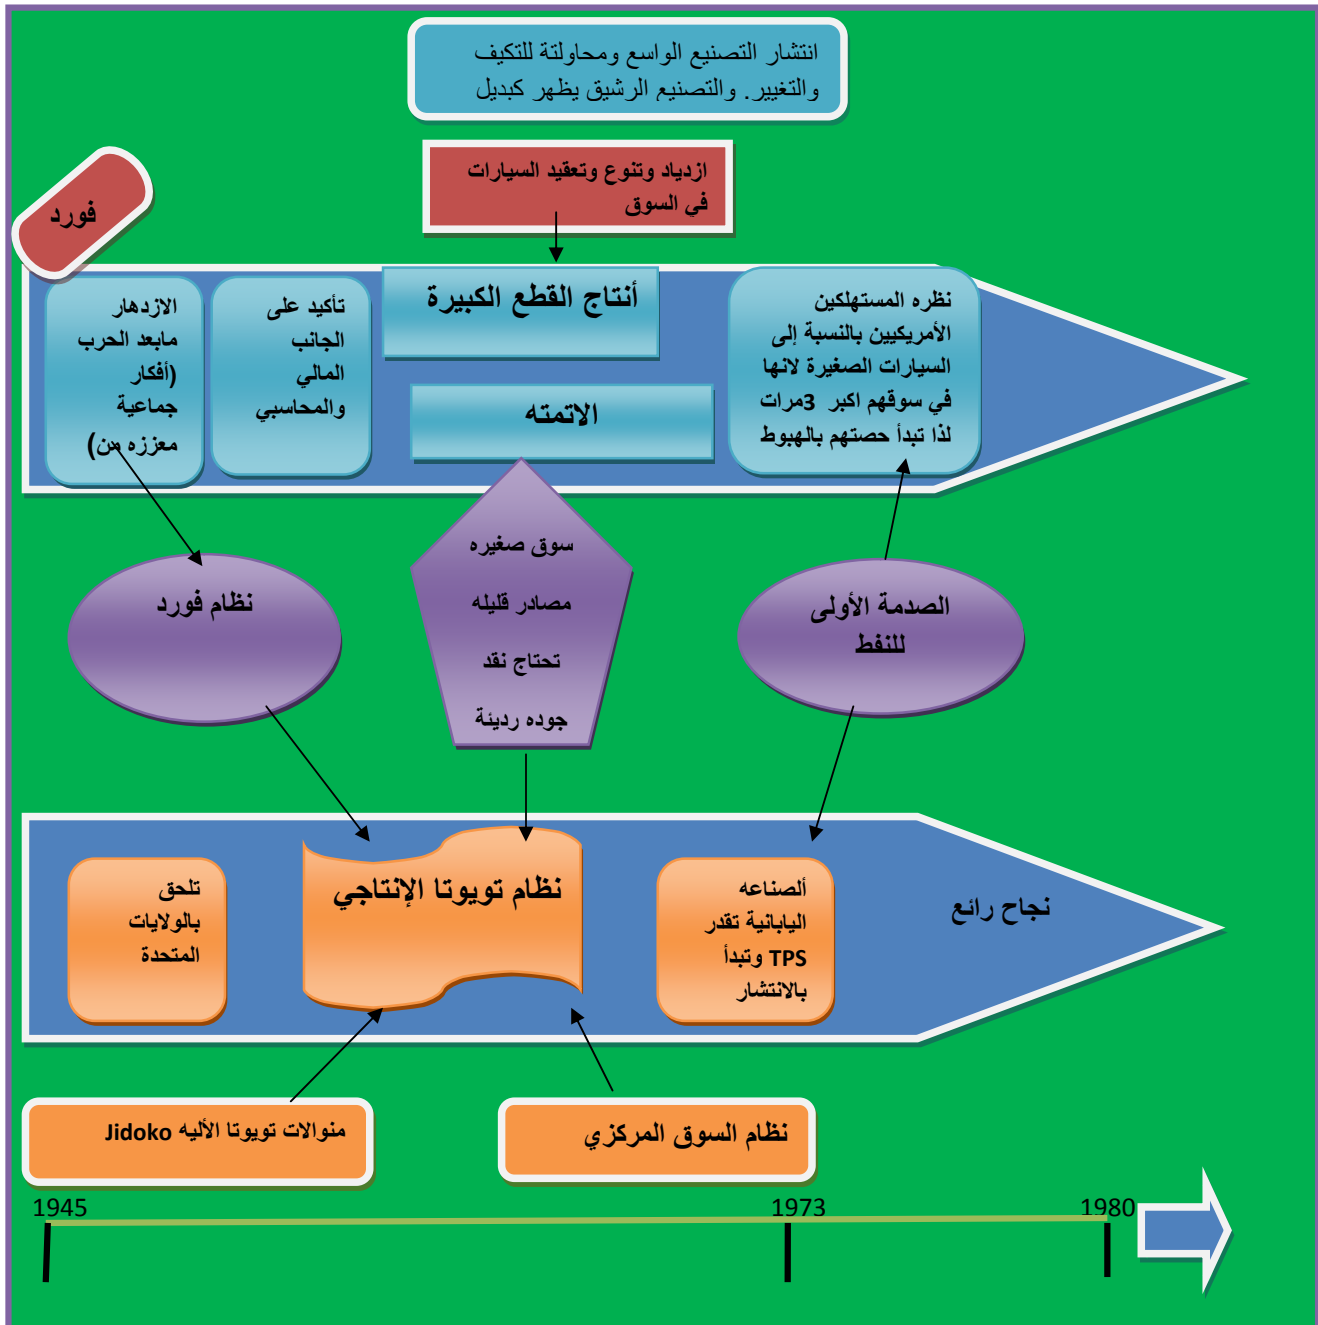 انتشار التصنيع الواسع ومحاولتة للتكيف
والتغيير. والتصنيع الرشيق يظهر كبديل
ازدياد وتنوع وتعقيد السيارات
في السوق
فورد
الازدهار
مابعد الحرب
(أفكار
جماعية
معززه من)
تأكيد على
الجانب
المالي
والمحاسبي
أنتاج القطع الكبيرة
الاتمته
نظره المستهلكين
الأمريكيين بالنسبة إلى
السيارات الصغيرة لانها
في سوقهم اكبر 3مرات
لذا تبدأ حصتهم بالهبوط
نظام فورد
سوق صغيره
مصادر قليله
تحتاج نقد
جوده رديئة
الصدمة الأولى
للنفط
تلحق
بالولايات
المتحدة
نظام تويوتا الإنتاجي
ألصناعه
اليابانية تقدر
TPS وتبدأ
بالانتشار
نجاح رائع
منوالات تويوتا الأليه Jidoko
نظام السوق المركزي
1945
1973
1980